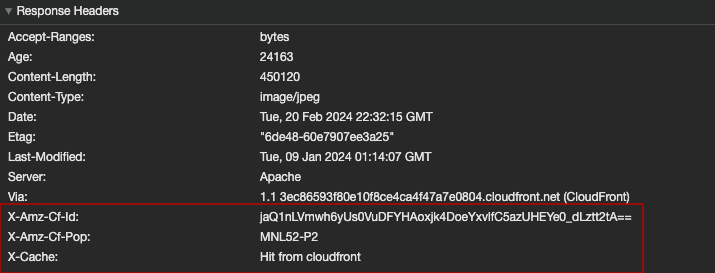 Response Headers
Accept-Ranges: bytes
Age: 24163
Content-Length: 450120
Content-Type: image/jpeg
Date: Tue, 20 Feb 2024 22:32:15 GMT
Etag: "6de48-60e7907ee3a25"
Last-Modified: Tue, 09 Jan 2024 01:14:07 GMT
Server: Apache
Via: 1.1 3ec86593f80e10f8ce4ca4f47a7e0804.cloudfront.net (CloudFront)
X-Amz-Cf-Id: jaQ1nLVmwh6yUs0VuDFYHAoxjk4DoeYxvIfC5azUHEYe0_dLztt2tA==
X-Amz-Cf-Pop: MNL52-P2
X-Cache: Hit from cloudfront